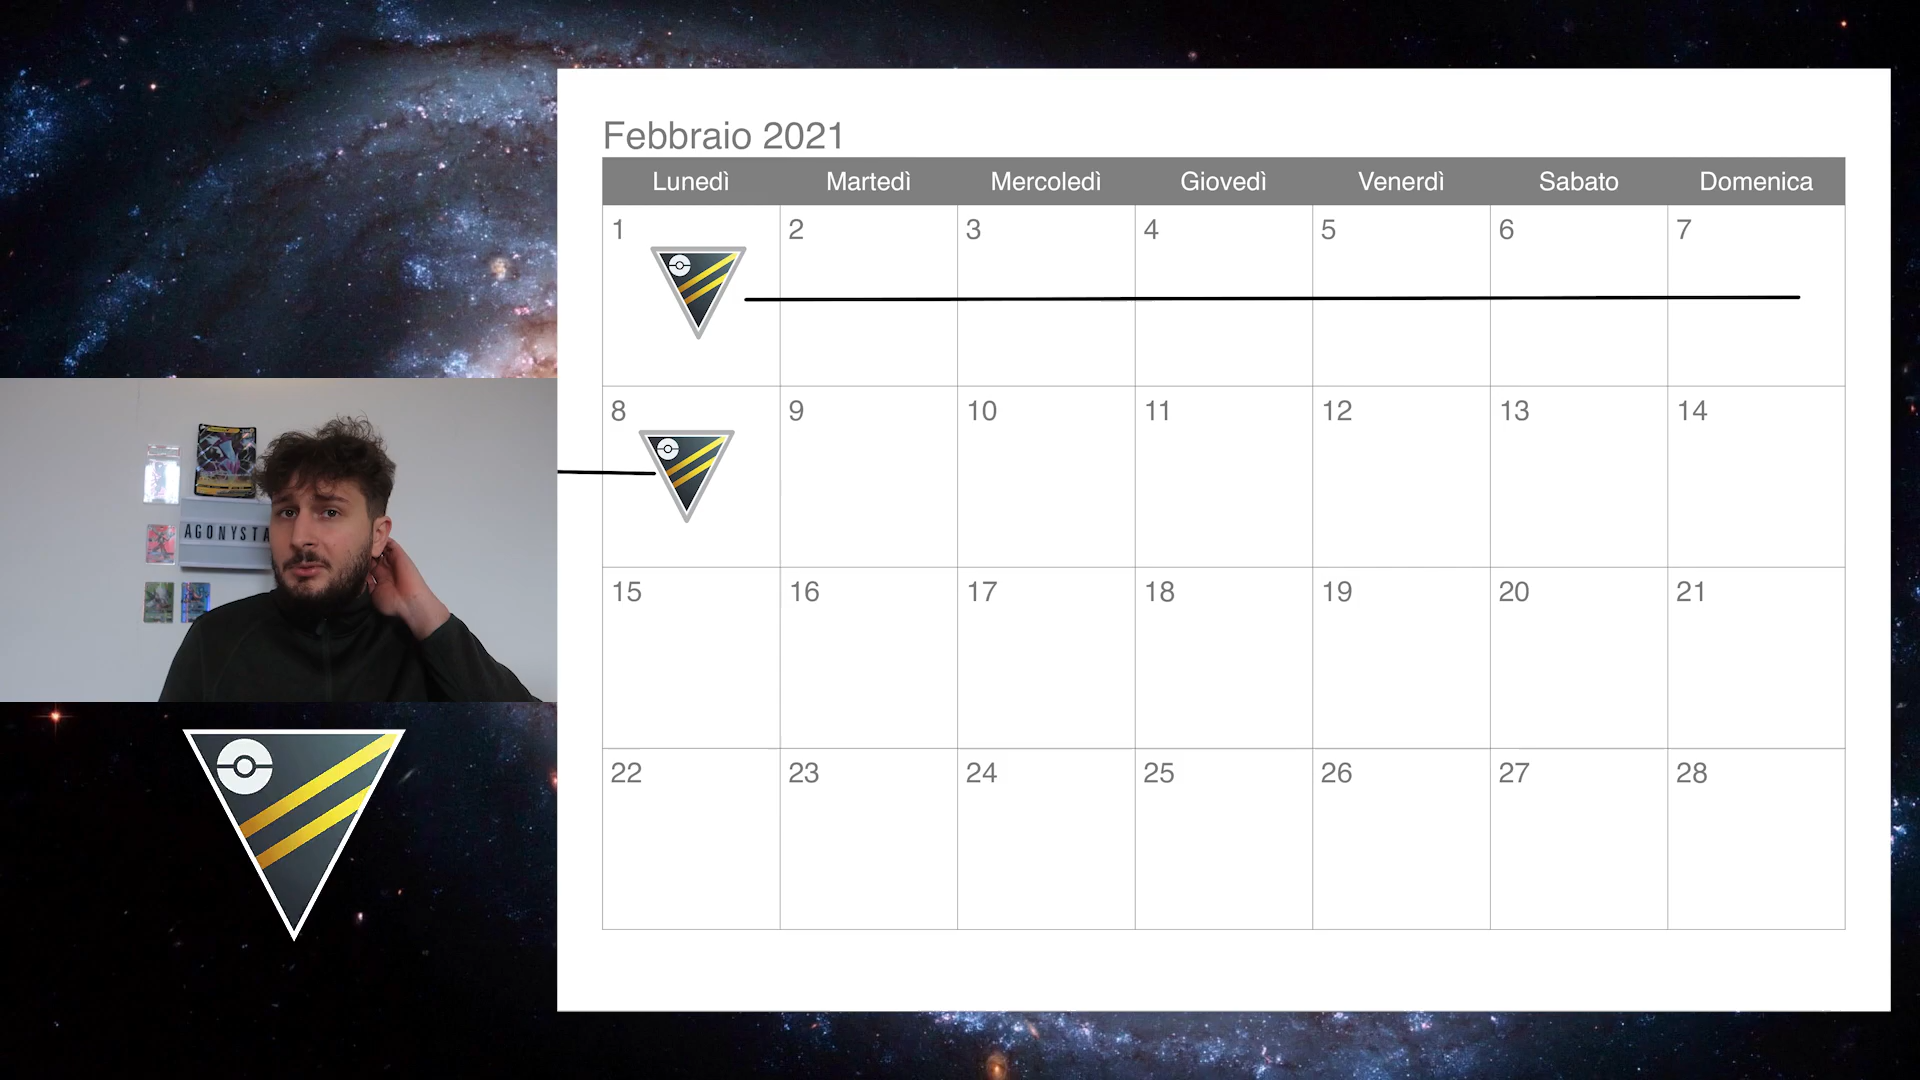 Febbraio 2021
Lunedì Martedì Mercoledì Giovedì Venerdì Sabato Domenica
1 2 3 4 5 6 7
8 9 10 11 12 13 14
AGONYSTA
15 16 17 18 19 20 21
22 23 24 25 26 27 28